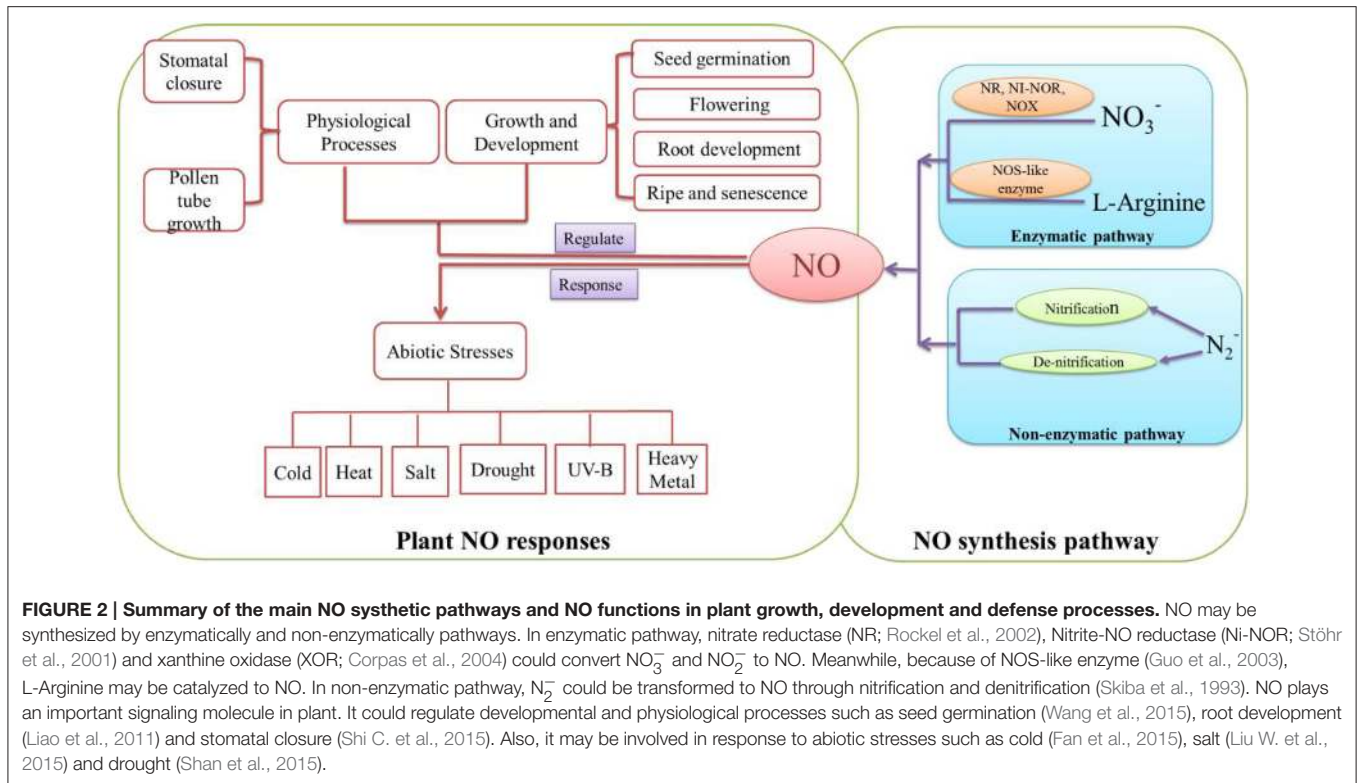 Stomatal
closure
Pollen
tube
growth
Physiological
Processes
Growth and
Development
Seed germination
Flowering
Root development
Ripe and senescence
Regulate
Response
NO
Abiotic Stresses
Cold
Heat
Salt
Drought
UV-B
Heavy
Metal
Plant NO responses
NR, NI-NOR,
NOX
NO₃⁻
NOS-like
enzyme
L-Arginine
Enzymatic pathway
Nitrification
De-nitrification
N₂⁻
Non-enzymatic pathway
NO synthesis pathway
FIGURE 2 | Summary of the main NO systhetic pathways and NO functions in plant growth, development and defense processes. NO may be
synthesized by enzymatically and non-enzymatically pathways. In enzymatic pathway, nitrate reductase (NR; Rockel et al., 2002), Nitrite-NO reductase (Ni-NOR; Stöhr
et al., 2001) and xanthine oxidase (XOR; Corpas et al., 2004) could convert NO₃⁻ and NO₂⁻ to NO. Meanwhile, because of NOS-like enzyme (Guo et al., 2003),
L-Arginine may be catalyzed to NO. In non-enzymatic pathway, N₂⁻ could be transformed to NO through nitrification and denitrification (Skiba et al., 1993). NO plays
an important signaling molecule in plant. It could regulate developmental and physiological processes such as seed germination (Wang et al., 2015), root development
(Liao et al., 2011) and stomatal closure (Shi C. et al., 2015). Also, it may be involved in response to abiotic stresses such as cold (Fan et al., 2015), salt (Liu W. et al.,
2015) and drought (Shan et al., 2015).